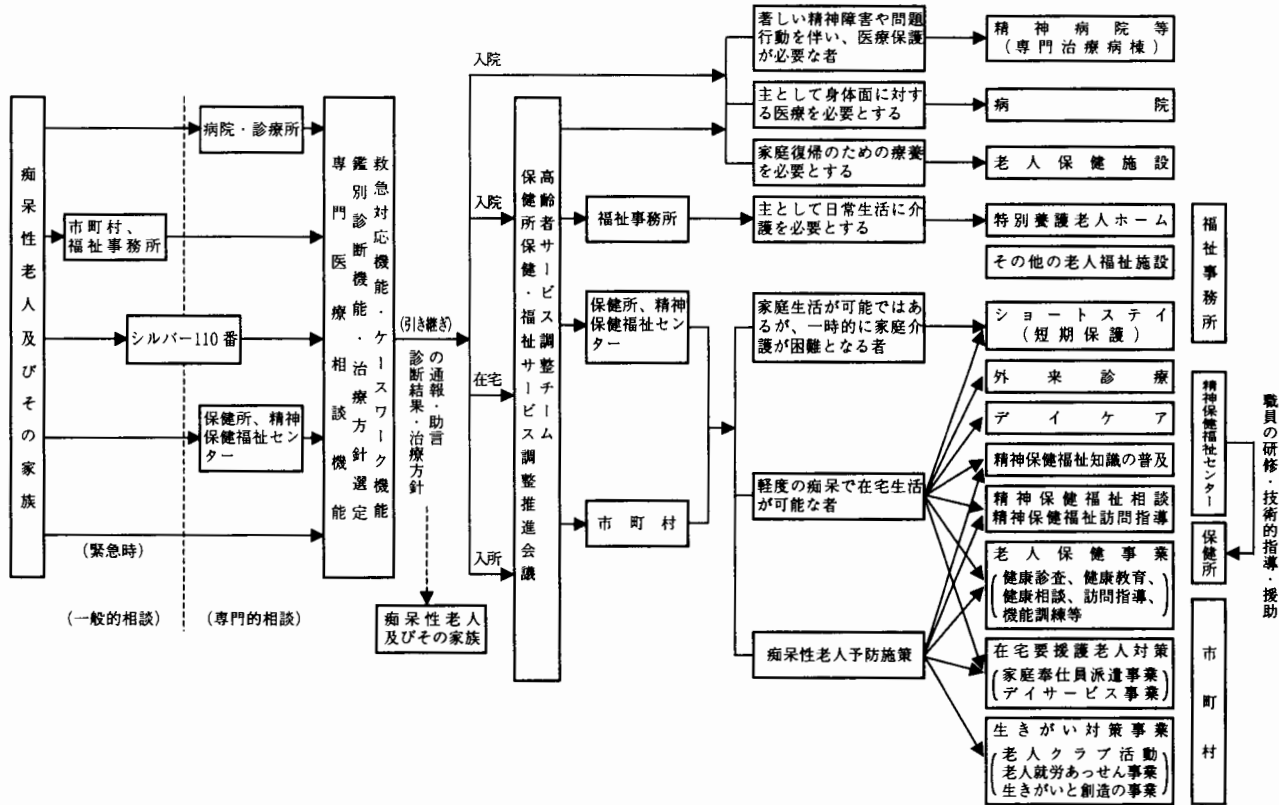 痴呆性老人及びその家族
市町村、
福祉事務所
シルバー110番
病院・診療所
保健所、精神
保健福祉セン
ター
(緊急時)
(一般的相談)
(専門的相談)
救急対応機能・ケースワーク機能
鑑別診断機能・治療方針選定
専門医療相談機能
(引き継ぎ)
の通報・助言
診断結果・治療方針
痴呆性老人
及びその家族
入院
入院
在宅
入所
高齢者サービス調整チーム
保健所保健・福祉サービス調整推進会議
福祉事務所
保健所、精神
保健福祉セン
ター
市町村
著しい精神障害や問題
行動を伴い、医療保護
が必要な者
主として身体面に対す
る医療を必要とする
家庭復帰のための療養
を必要とする
主として日常生活に介
護を必要とする
家庭生活が可能ではあ
るが、一時的に家庭介
護が困難となる者
軽度の痴呆で在宅生活
が可能な者
痴呆性老人予防施策
精神病院等
(専門治療病棟)
病院
老人保健施設
特別養護老人ホーム
その他の老人福祉施設
ショートステイ
(短期保護)
外来診療
デイケア
精神保健福祉知識の普及
精神保健福祉相談
精神保健福祉訪問指導
老人保健事業
(健康診査、健康教育、
健康相談、訪問指導、
機能訓練等)
在宅要援護老人対策
(家庭奉仕員派遣事業
デイサービス事業)
生きがい対策事業
(老人クラブ活動
老人就労あっせん事業
生きがいと創造の事業)
福祉事務所
精神保健福祉センター
保健所
市町村
職員の研修・技術的指導・援助